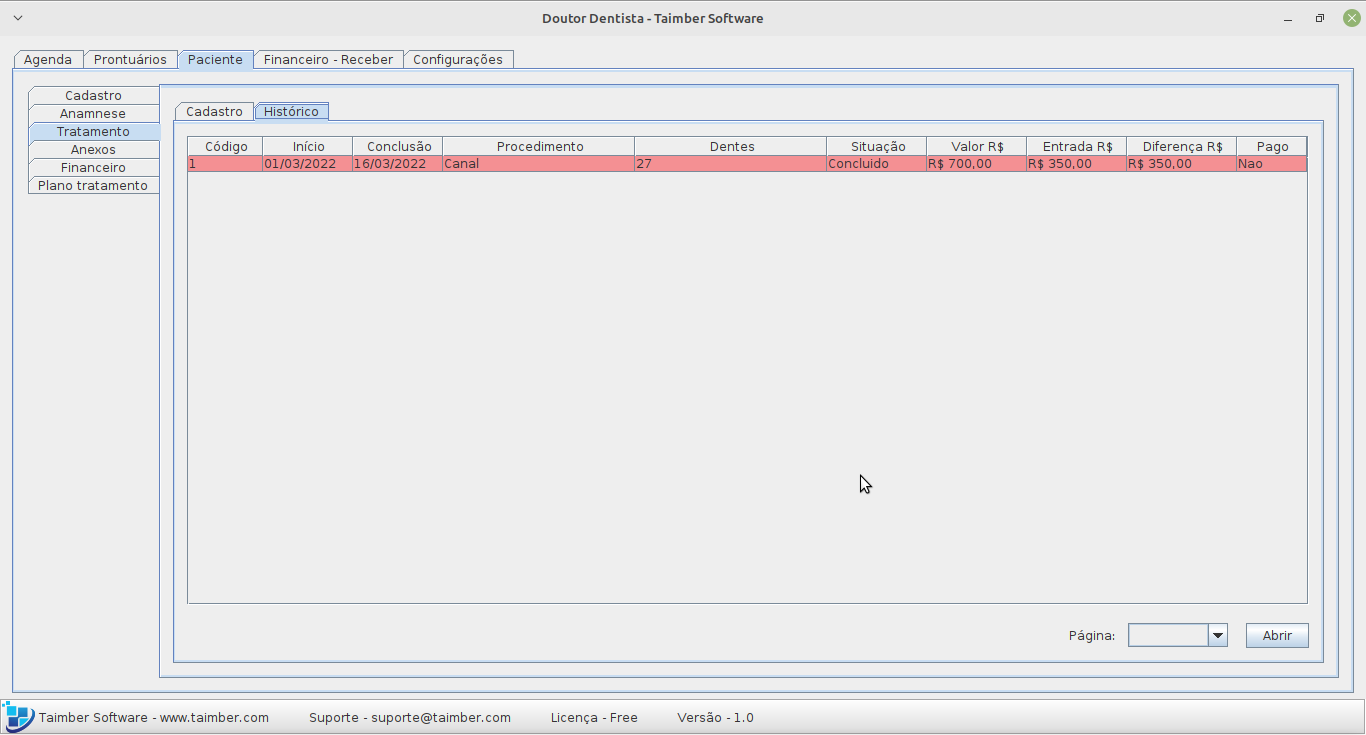 Doutor Dentista - Taimber Software
Agenda Prontuários Paciente Financeiro - Receber Configurações
Cadastro
Anamnese
Tratamento
Anexos
Financeiro
Plano tratamento
Cadastro Histórico
Código Início Conclusão Procedimento Dentes Situação Valor R$ Entrada R$ Diferença R$ Pago
1 01/03/2022 16/03/2022 Canal 27 Concluido R$ 700,00 R$ 350,00 R$ 350,00 Nao
Página: Abrir
Taimber Software - www.taimber.com Suporte - suporte@taimber.com Licença - Free Versão - 1.0